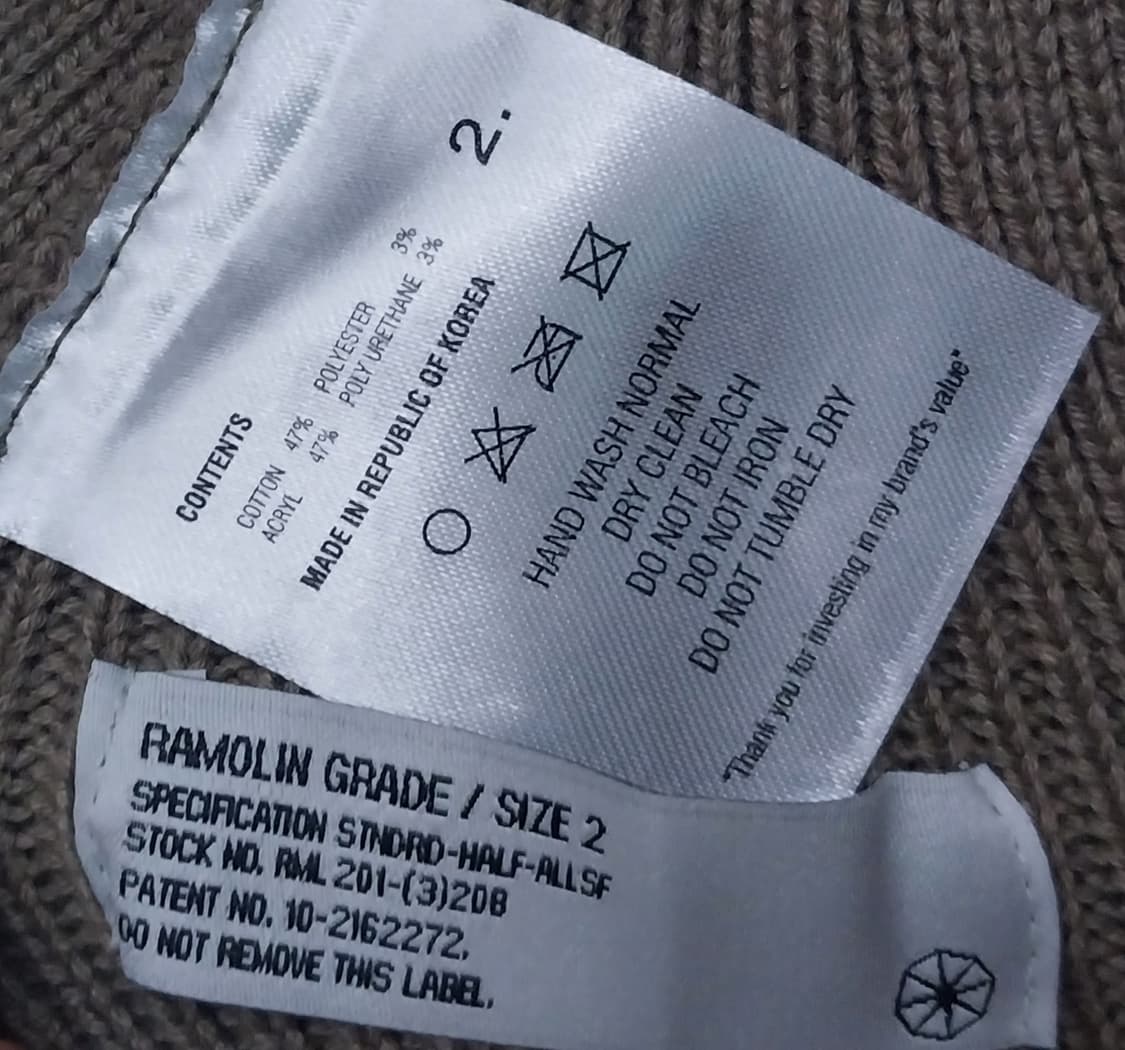 2.
CONTENTS
COTTON 47% POLYESTER 3%
ACRYL 47% POLY URETHANE 3%
MADE IN REPUBLIC OF KOREA
HAND WASH NORMAL
DRY CLEAN
DO NOT BLEACH
DO NOT IRON
DO NOT TUMBLE DRY
"Thank you for investing in my brand's value"
RAMOLIN GRADE / SIZE 2
SPECIFICATION STNDRD-HALF-ALLSF
STOCK NO. RML 201-(3)208
PATENT NO. 10-2162272.
DO NOT REMOVE THIS LABEL.